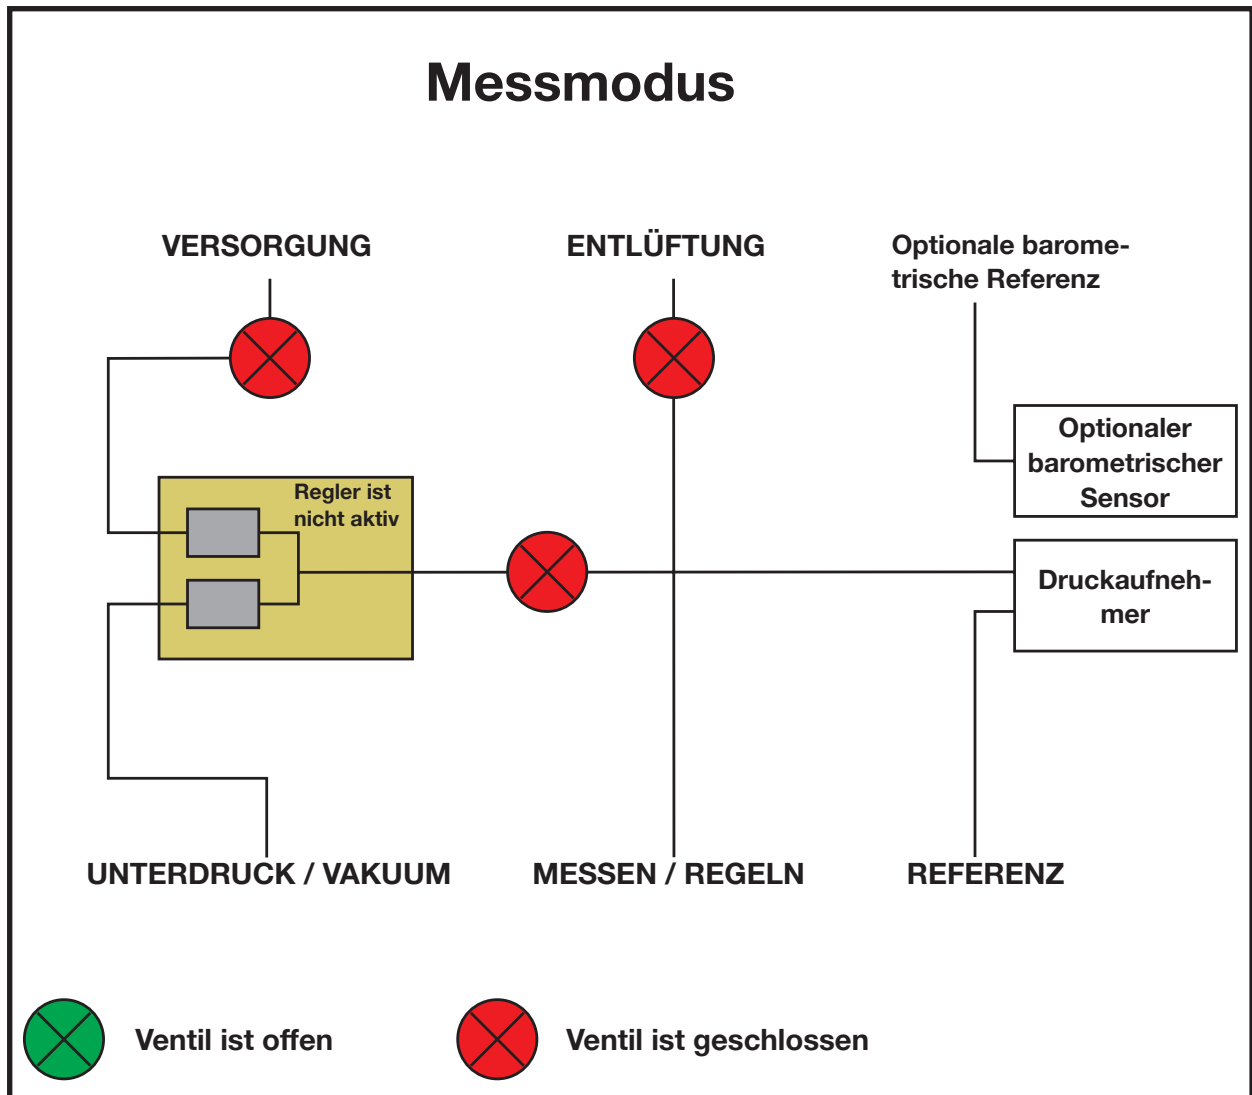 Messmodus
VERSORGUNG
ENTLÜFTUNG
Optionale barome-
trische Referenz
Optionaler
barometrischer
Sensor
Regler ist
nicht aktiv
Druckaufneh-
mer
UNTERDRUCK / VAKUUM
MESSEN / REGELN
REFERENZ
Ventil ist offen
Ventil ist geschlossen